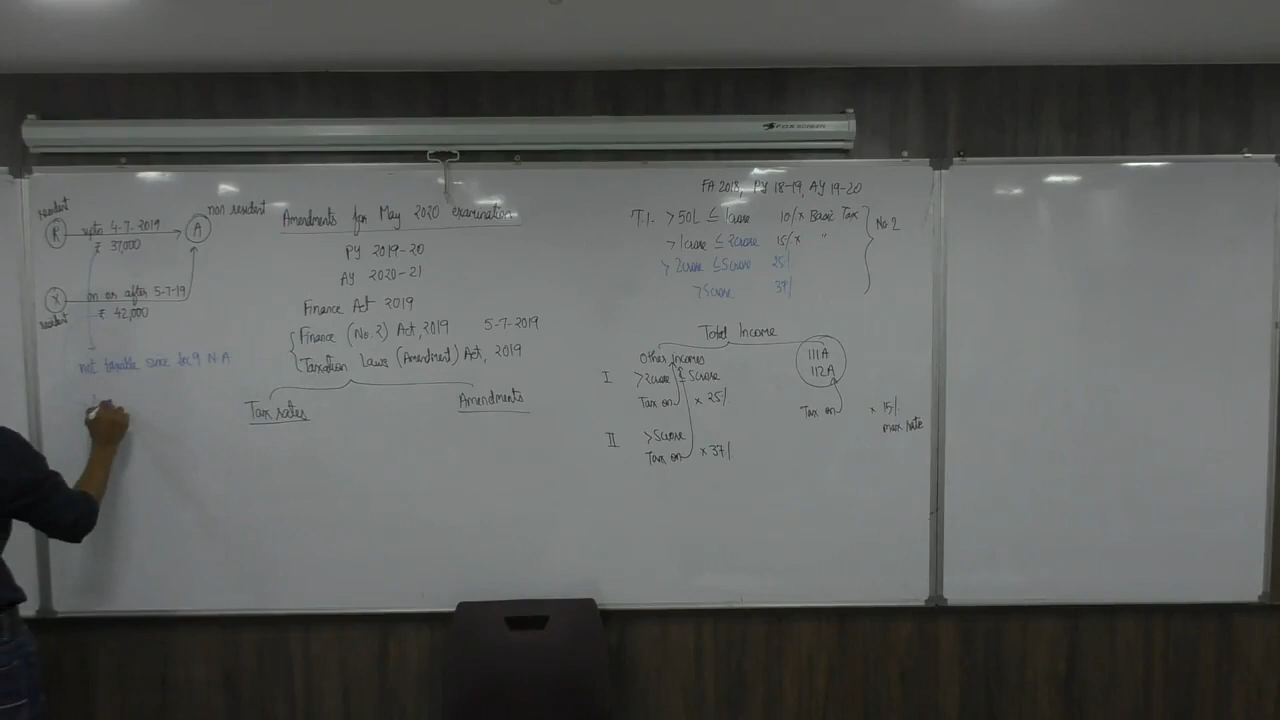 FOX SCREEN
resident
non resident
R upto 4-7-2019 A
₹ 37,000
X on or after 5-7-19
₹ 42,000
resident
not taxable since sec 9 N A
Amendments for May 2020 examination
PY 2019-20
AY 2020-21
Finance Act 2019
Finance (No.2) Act, 2019 5-7-2019
Taxation Laws (Amendment) Act, 2019
Tax rates Amendments
FA 2018, PY 18-19, AY 19-20
T.I. >50L ≤ 1crore 10% x Basic Tax
>1crore ≤ 2crore 15% x "
>2crore ≤ 5crore 25%
>5crore 37%
No.2
Total Income
Other incomes 111A
112A
I >2crore ≤ 5crore
Tax on x 25% Tax on x 15%
max rate
II >5crore
Tax on x 37%